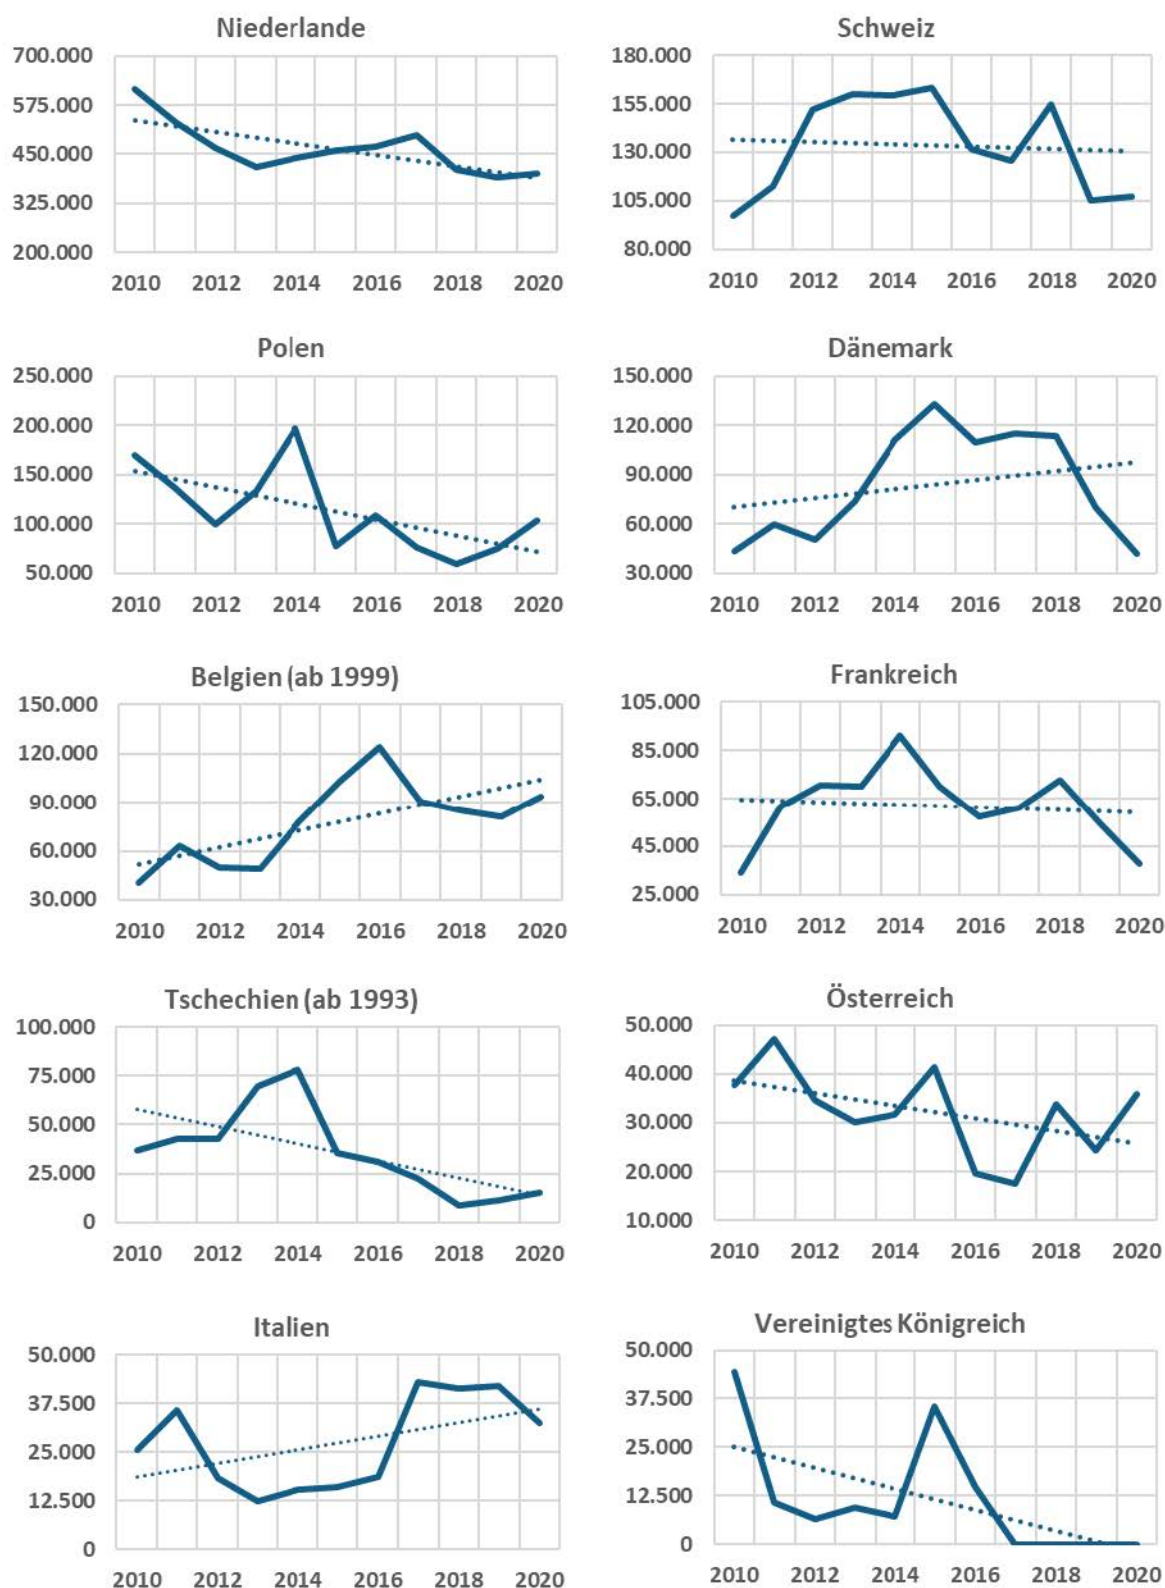 Niederlande
700.000
575.000
450.000
325.000
200.000
2010 2012 2014 2016 2018 2020
Schweiz
180.000
155.000
130.000
105.000
80.000
2010 2012 2014 2016 2018 2020
Polen
250.000
200.000
150.000
100.000
50.000
2010 2012 2014 2016 2018 2020
Dänemark
150.000
120.000
90.000
60.000
30.000
2010 2012 2014 2016 2018 2020
Belgien (ab 1999)
150.000
120.000
90.000
60.000
30.000
2010 2012 2014 2016 2018 2020
Frankreich
105.000
85.000
65.000
45.000
25.000
2010 2012 2014 2016 2018 2020
Tschechien (ab 1993)
100.000
75.000
50.000
25.000
0
2010 2012 2014 2016 2018 2020
Österreich
50.000
40.000
30.000
20.000
10.000
2010 2012 2014 2016 2018 2020
Italien
50.000
37.500
25.000
12.500
0
2010 2012 2014 2016 2018 2020
Vereinigtes Königreich
50.000
37.500
25.000
12.500
0
2010 2012 2014 2016 2018 2020